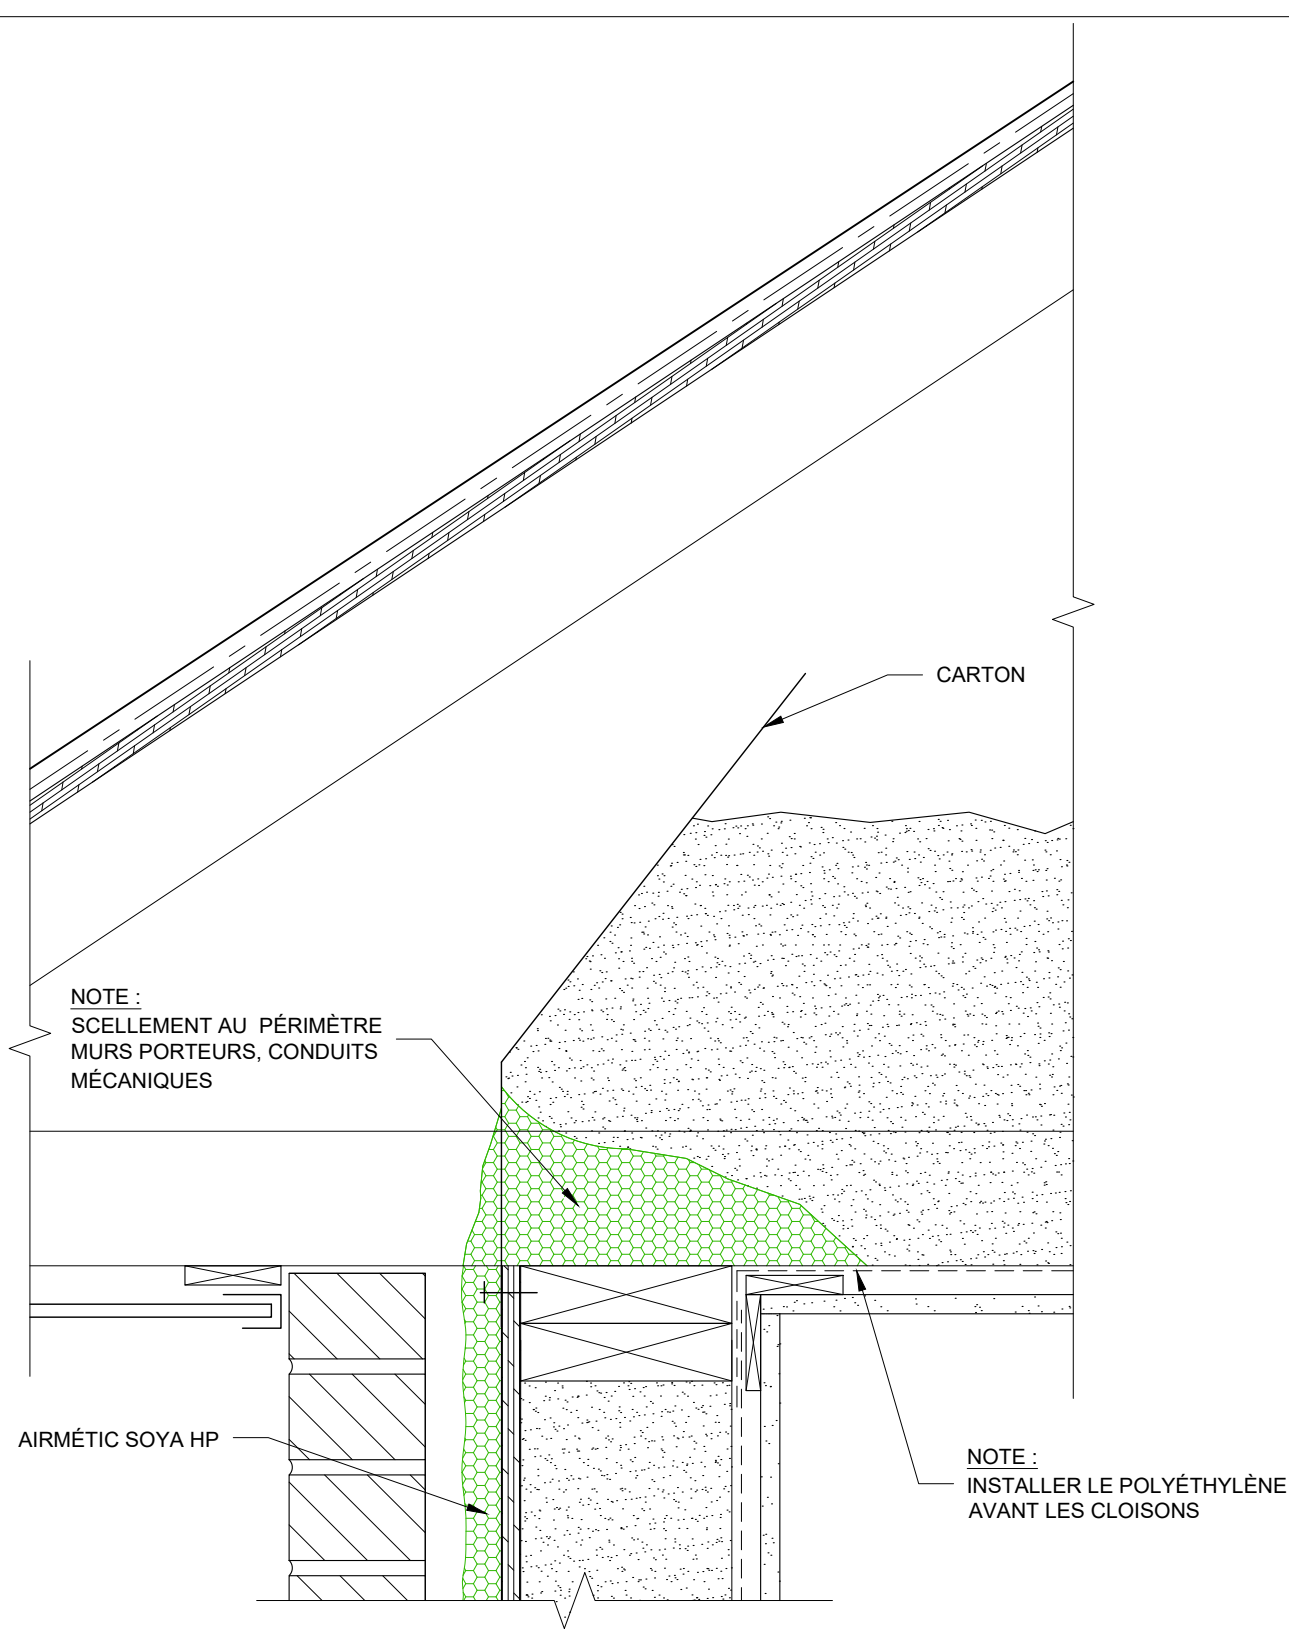 CARTON
NOTE :
SCELLEMENT AU PÉRIMÈTRE
MURS PORTEURS, CONDUITS
MÉCANIQUES
AIRMÉTIC SOYA HP
NOTE :
INSTALLER LE POLYÉTHYLÈNE
AVANT LES CLOISONS